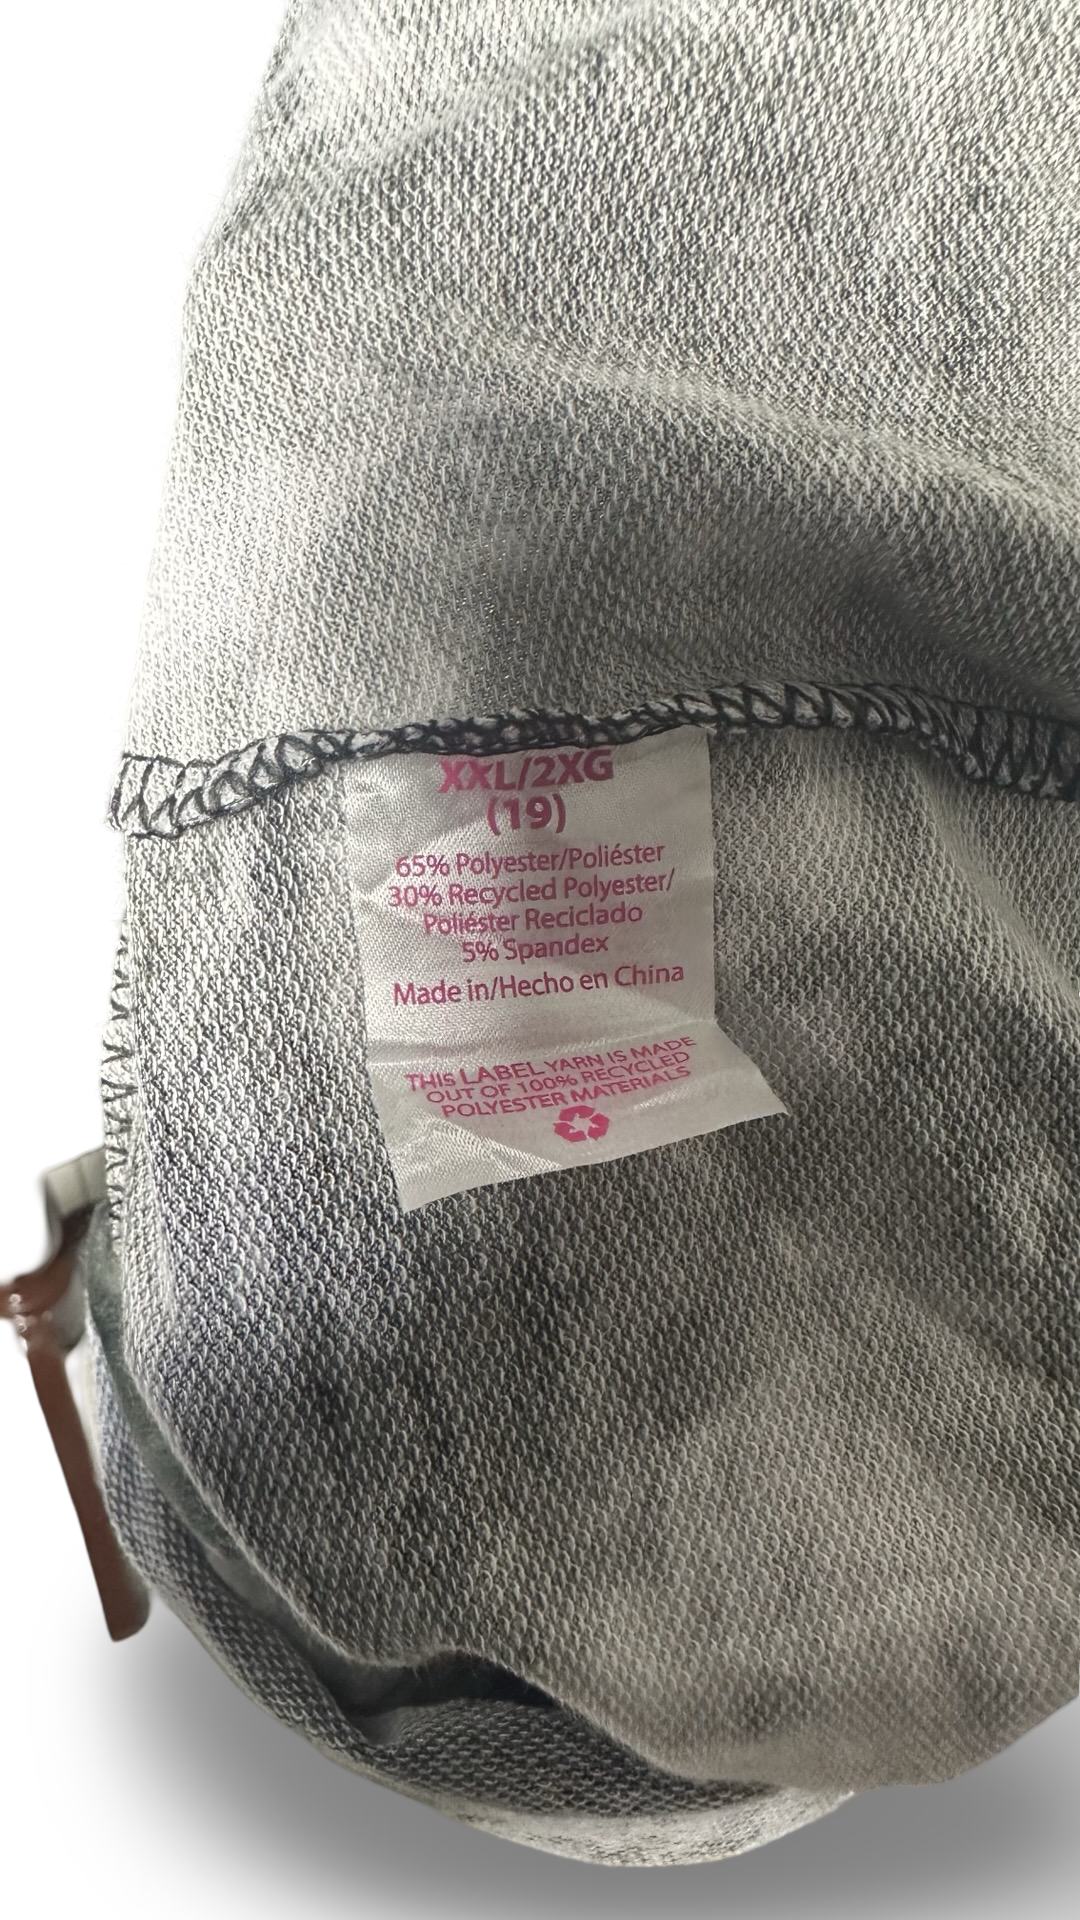 XXL/2XG
(19)
65% Polyester/Poliéster
30% Recycled Polyester/
Poliéster Reciclado
5% Spandex
Made in/Hecho en China
THIS LABEL YARN IS MADE
OUT OF 100% RECYCLED
POLYESTER MATERIALS